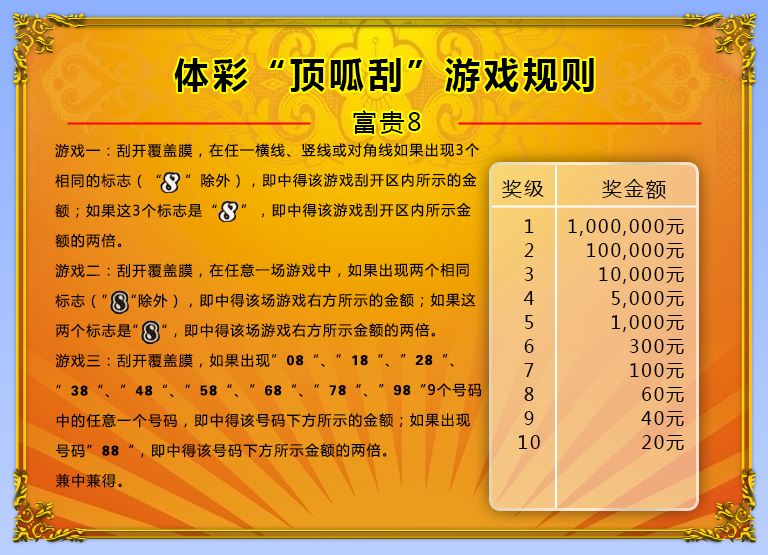 体彩“顶呱刮”游戏规则
富贵8
游戏一：刮开覆盖膜，在任一横线、竖线或对角线如果出现3个
相同的标志（“8”除外），即中得该游戏刮开区内所示的金
额；如果这3个标志是“8”，即中得该游戏刮开区内所示金
额的两倍。
游戏二：刮开覆盖膜，在任意一场游戏中，如果出现两个相同
标志（”8“除外），即中得该场游戏右方所示的金额；如果这
两个标志是”8“，即中得该场游戏右方所示金额的两倍。
游戏三：刮开覆盖膜，如果出现”08“、”18“、”28“、
”38“、”48“、”58“、”68“、”78“、”98“9个号码
中的任意一个号码，即中得该号码下方所示的金额；如果出现
号码”88“，即中得该号码下方所示金额的两倍。
兼中兼得。
奖级 奖金额
1 1,000,000元
2 100,000元
3 10,000元
4 5,000元
5 1,000元
6 300元
7 100元
8 60元
9 40元
10 20元